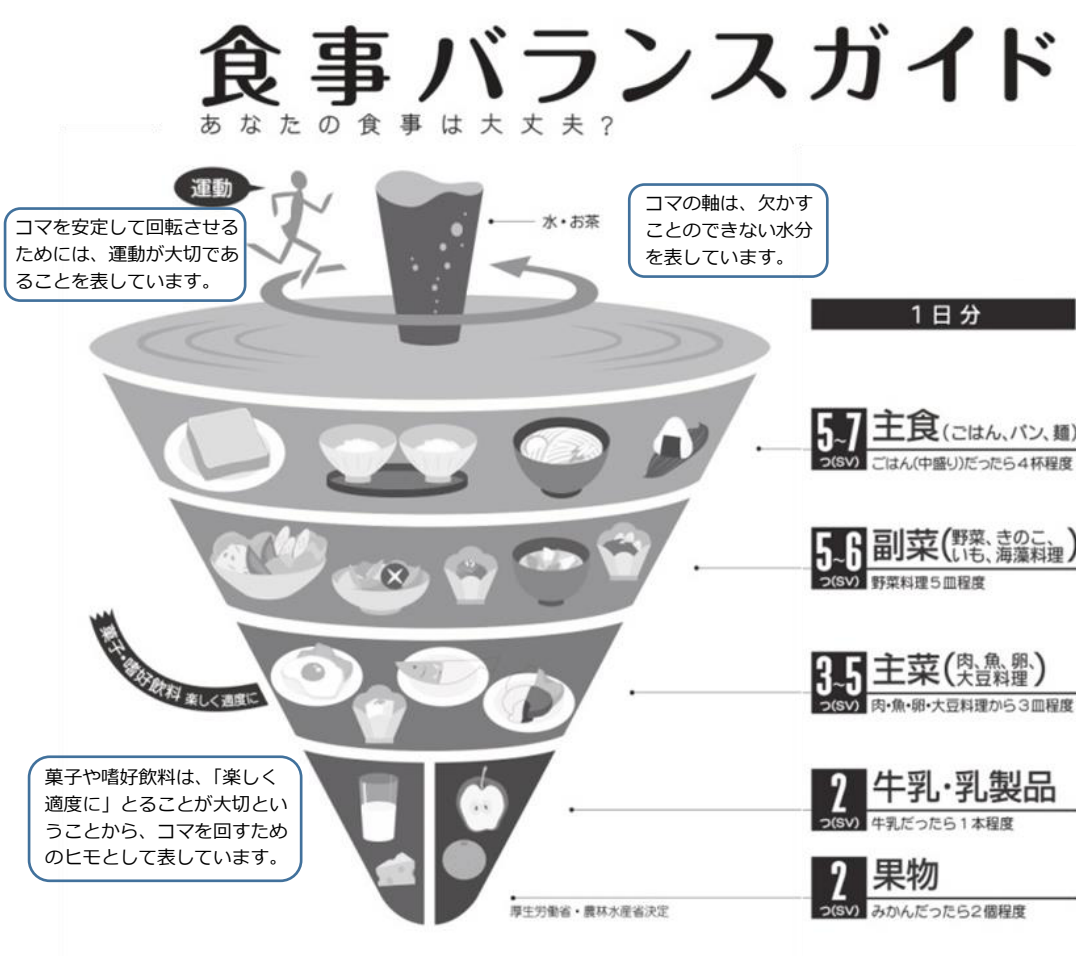 食事バランスガイド
あなたの食事は大丈夫?
運動
コマを安定して回転させる
ためには、運動が大切であ
ることを表しています。
水・お茶
コマの軸は、欠かす
ことのできない水分
を表しています。
1日分
5~7
つ(SV)
主食(ごはん、パン、麺)
ごはん(中盛り)だったら4杯程度
5~6
つ(SV)
副菜(野菜、きのこ、
いも、海藻料理)
野菜料理5皿程度
菓子・嗜好飲料 楽しく適度に
3~5
つ(SV)
主菜(肉、魚、卵、
大豆料理)
肉・魚・卵・大豆料理から3皿程度
菓子や嗜好飲料は、「楽しく
適度に」とることが大切とい
うことから、コマを回すため
のヒモとして表しています。
2
つ(SV)
牛乳・乳製品
牛乳だったら1本程度
2
つ(SV)
果物
みかんだったら2個程度
厚生労働省・農林水産省決定